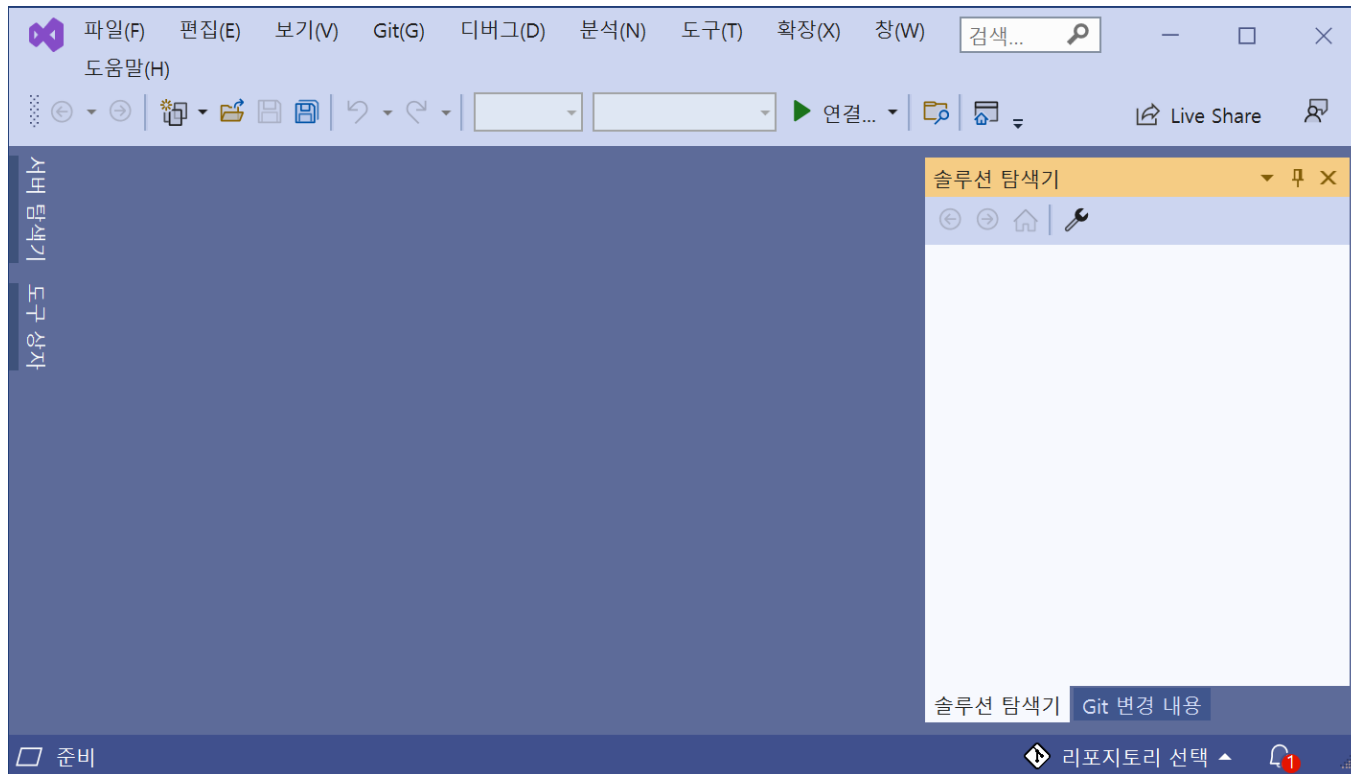 파일(F) 편집(E) 보기(V) Git(G) 디버그(D) 분석(N) 도구(T) 확장(X) 창(W) 검색...
도움말(H)
연결... Live Share
서버 탐색기
도구 상자
솔루션 탐색기
솔루션 탐색기 Git 변경 내용
준비 리포지토리 선택 1